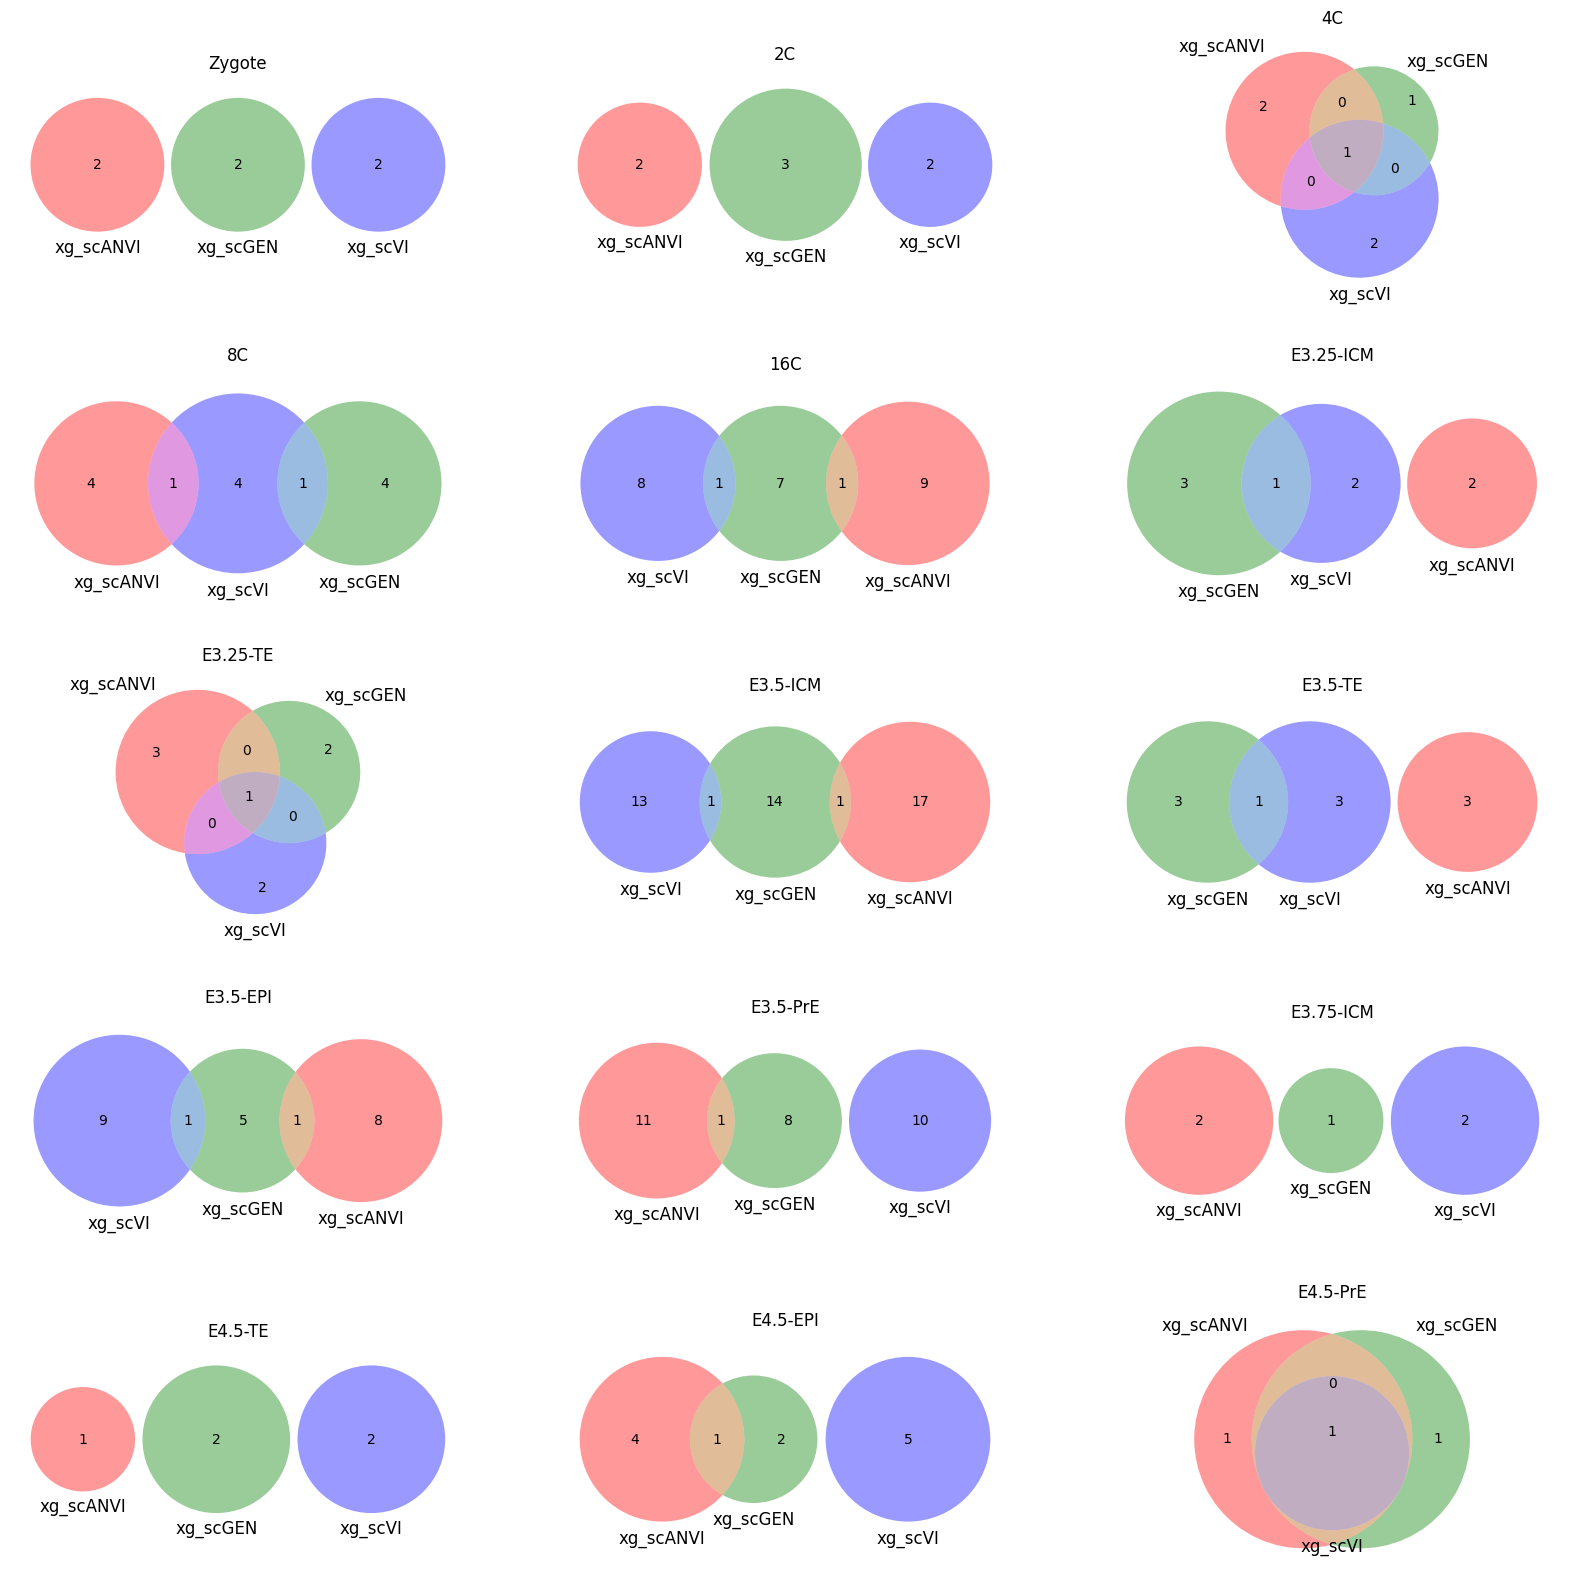 Zygote
2
2
2
xg_scANVI
xg_scGEN
xg_scVI
2C
2
3
2
xg_scANVI
xg_scGEN
xg_scVI
4C
xg_scANVI
xg_scGEN
2
0
1
1
0
0
2
xg_scVI
8C
4
1
4
1
4
xg_scANVI
xg_scVI
xg_scGEN
16C
8
1
7
1
9
xg_scVI
xg_scGEN
xg_scANVI
E3.25-ICM
3
1
2
2
xg_scGEN
xg_scVI
xg_scANVI
E3.25-TE
xg_scANVI
xg_scGEN
3
0
2
1
0
0
2
xg_scVI
E3.5-ICM
13
1
14
1
17
xg_scVI
xg_scGEN
xg_scANVI
E3.5-TE
3
1
3
3
xg_scGEN
xg_scVI
xg_scANVI
E3.5-EPI
9
1
5
1
8
xg_scVI
xg_scGEN
xg_scANVI
E3.5-PrE
11
1
8
10
xg_scANVI
xg_scGEN
xg_scVI
E3.75-ICM
2
1
2
xg_scANVI
xg_scGEN
xg_scVI
E4.5-TE
1
2
2
xg_scANVI
xg_scGEN
xg_scVI
E4.5-EPI
4
1
2
5
xg_scANVI
xg_scGEN
xg_scVI
E4.5-PrE
xg_scANVI
xg_scGEN
0
1
1
1
xg_scVI